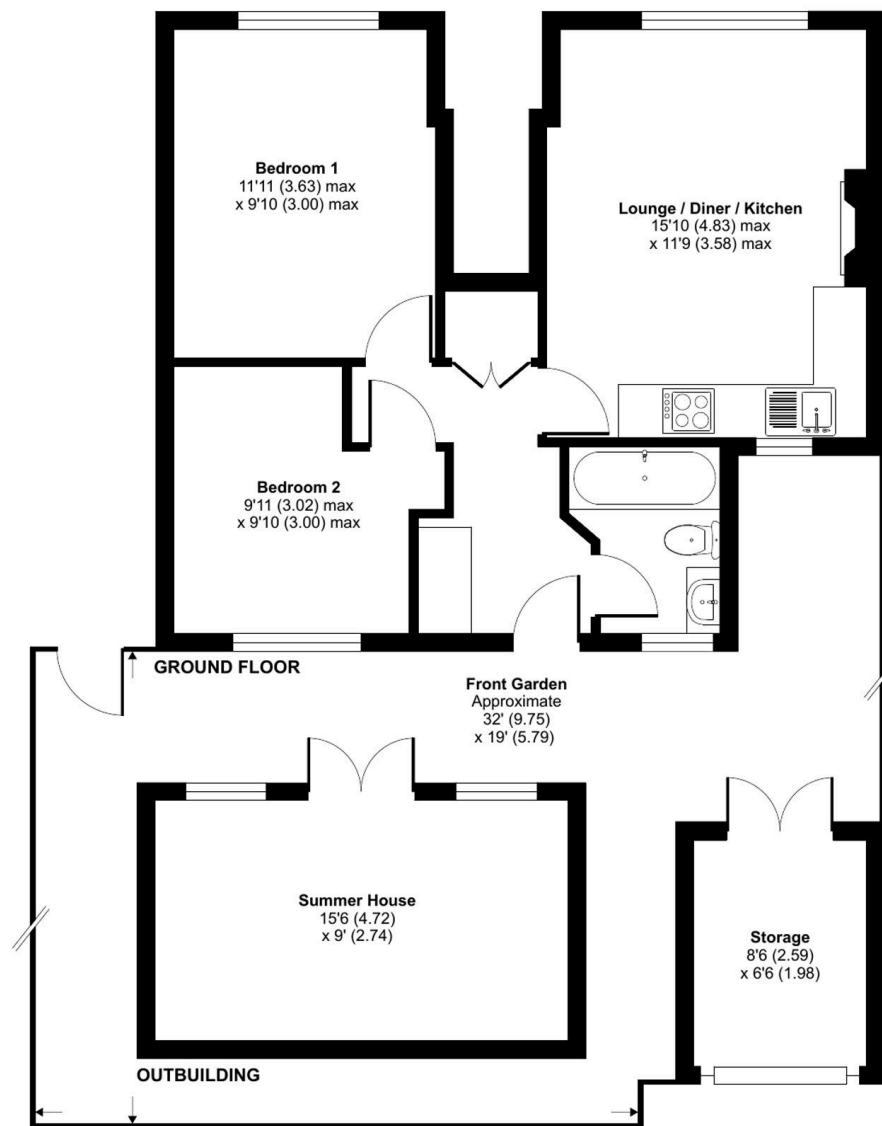 Bedroom 1
11'11 (3.63) max
x 9'10 (3.00) max
Lounge / Diner / Kitchen
15'10 (4.83) max
x 11'9 (3.58) max
Bedroom 2
9'11 (3.02) max
x 9'10 (3.00) max
GROUND FLOOR
Front Garden
Approximate
32' (9.75)
x 19' (5.79)
Summer House
15'6 (4.72)
x 9' (2.74)
Storage
8'6 (2.59)
x 6'6 (1.98)
OUTBUILDING